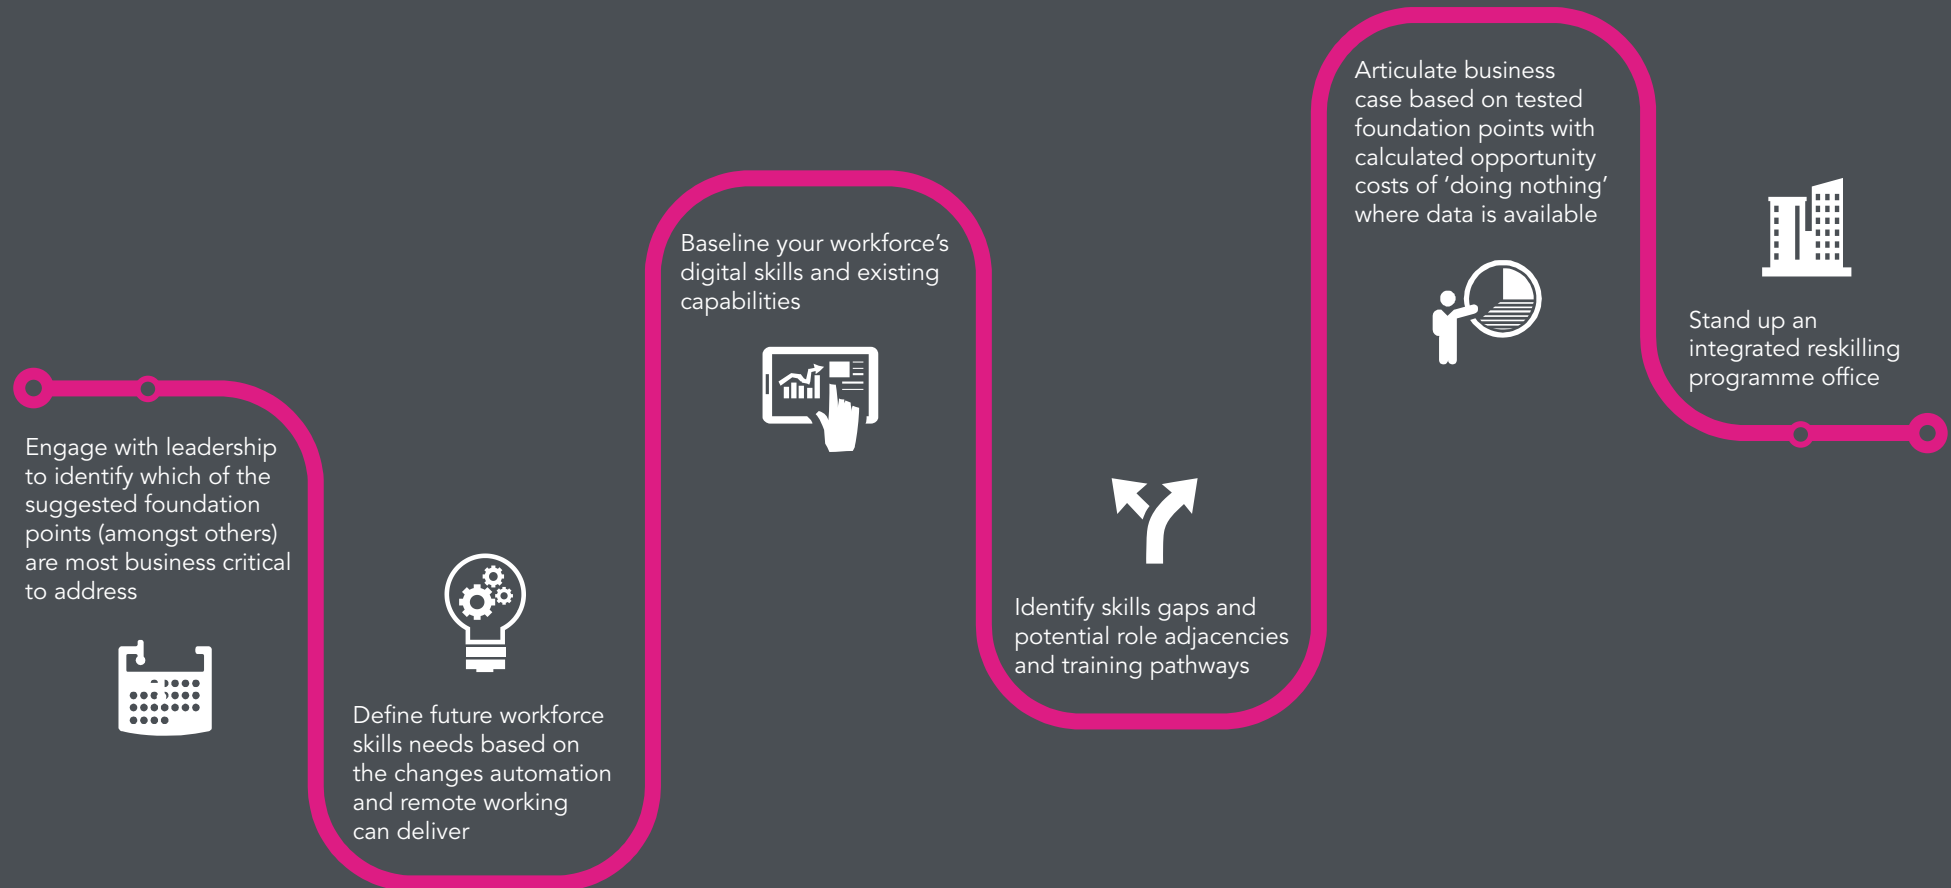 Engage with leadership
to identify which of the
suggested foundation
points (amongst others)
are most business critical
to address
Define future workforce
skills needs based on
the changes automation
and remote working
can deliver
Baseline your workforce’s
digital skills and existing
capabilities
Identify skills gaps and
potential role adjacencies
and training pathways
Articulate business
case based on tested
foundation points with
calculated opportunity
costs of ‘doing nothing’
where data is available
Stand up an
integrated reskilling
programme office